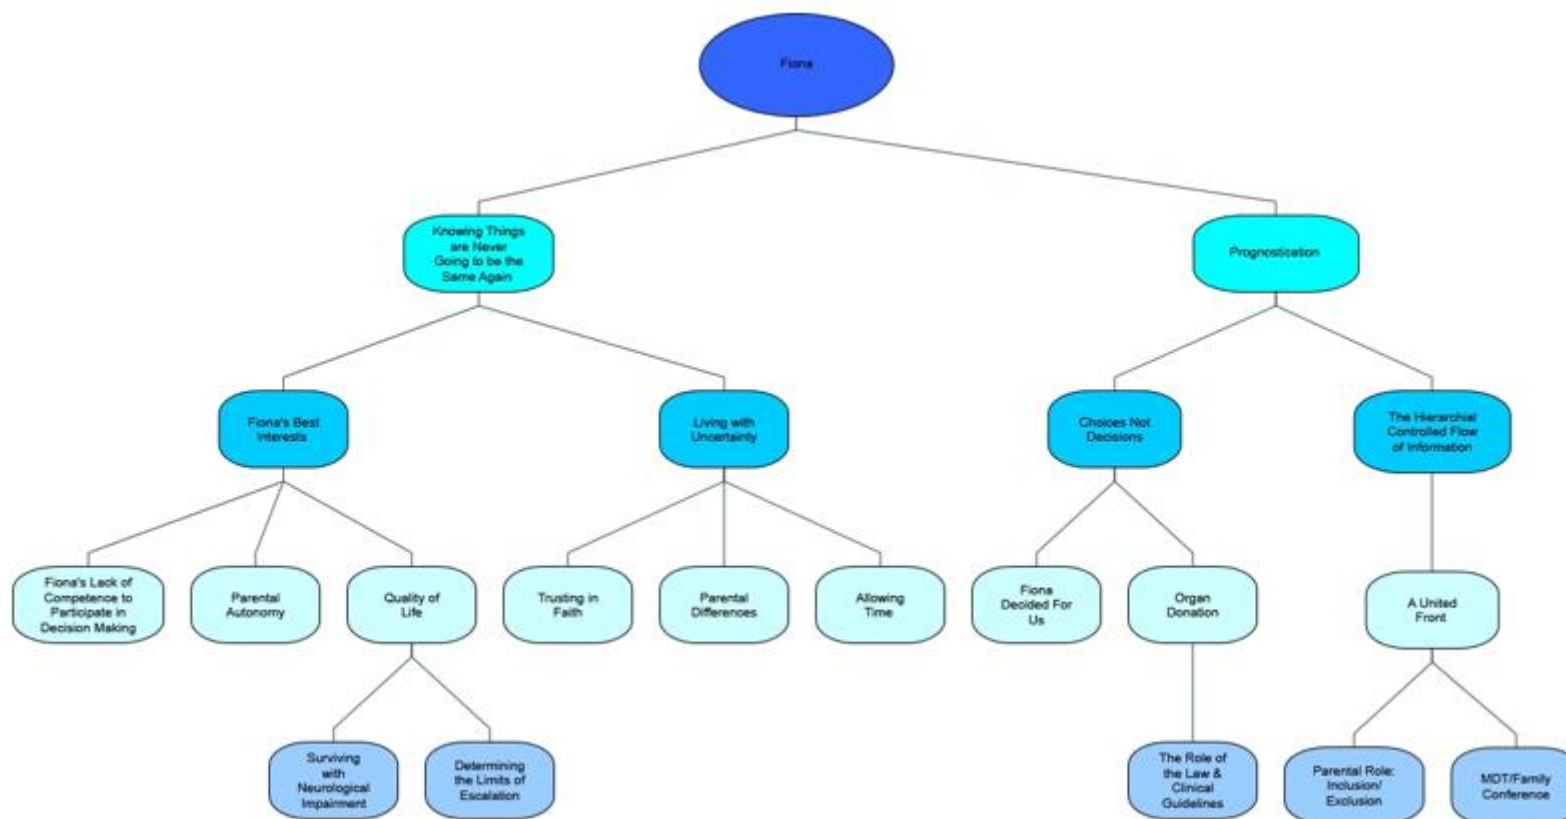 Fiona
Knowing Things
are Never
Going to be the
Same Again
Prognostication
Fiona's Best
Interests
Living with
Uncertainty
Choices Not
Decisions
The Hierarchial
Controlled Flow
of Information
Fiona's Lack of
Competence to
Participate in
Decision Making
Parental
Autonomy
Quality of
Life
Trusting in
Faith
Parental
Differences
Allowing
Time
Fiona
Decided For
Us
Organ
Donation
A United
Front
Surviving
with
Neurological
Impairment
Determining
the Limits of
Escalation
The Role of
the Law &
Clinical
Guidelines
Parental Role:
Inclusion/
Exclusion
MDT/Family
Conference